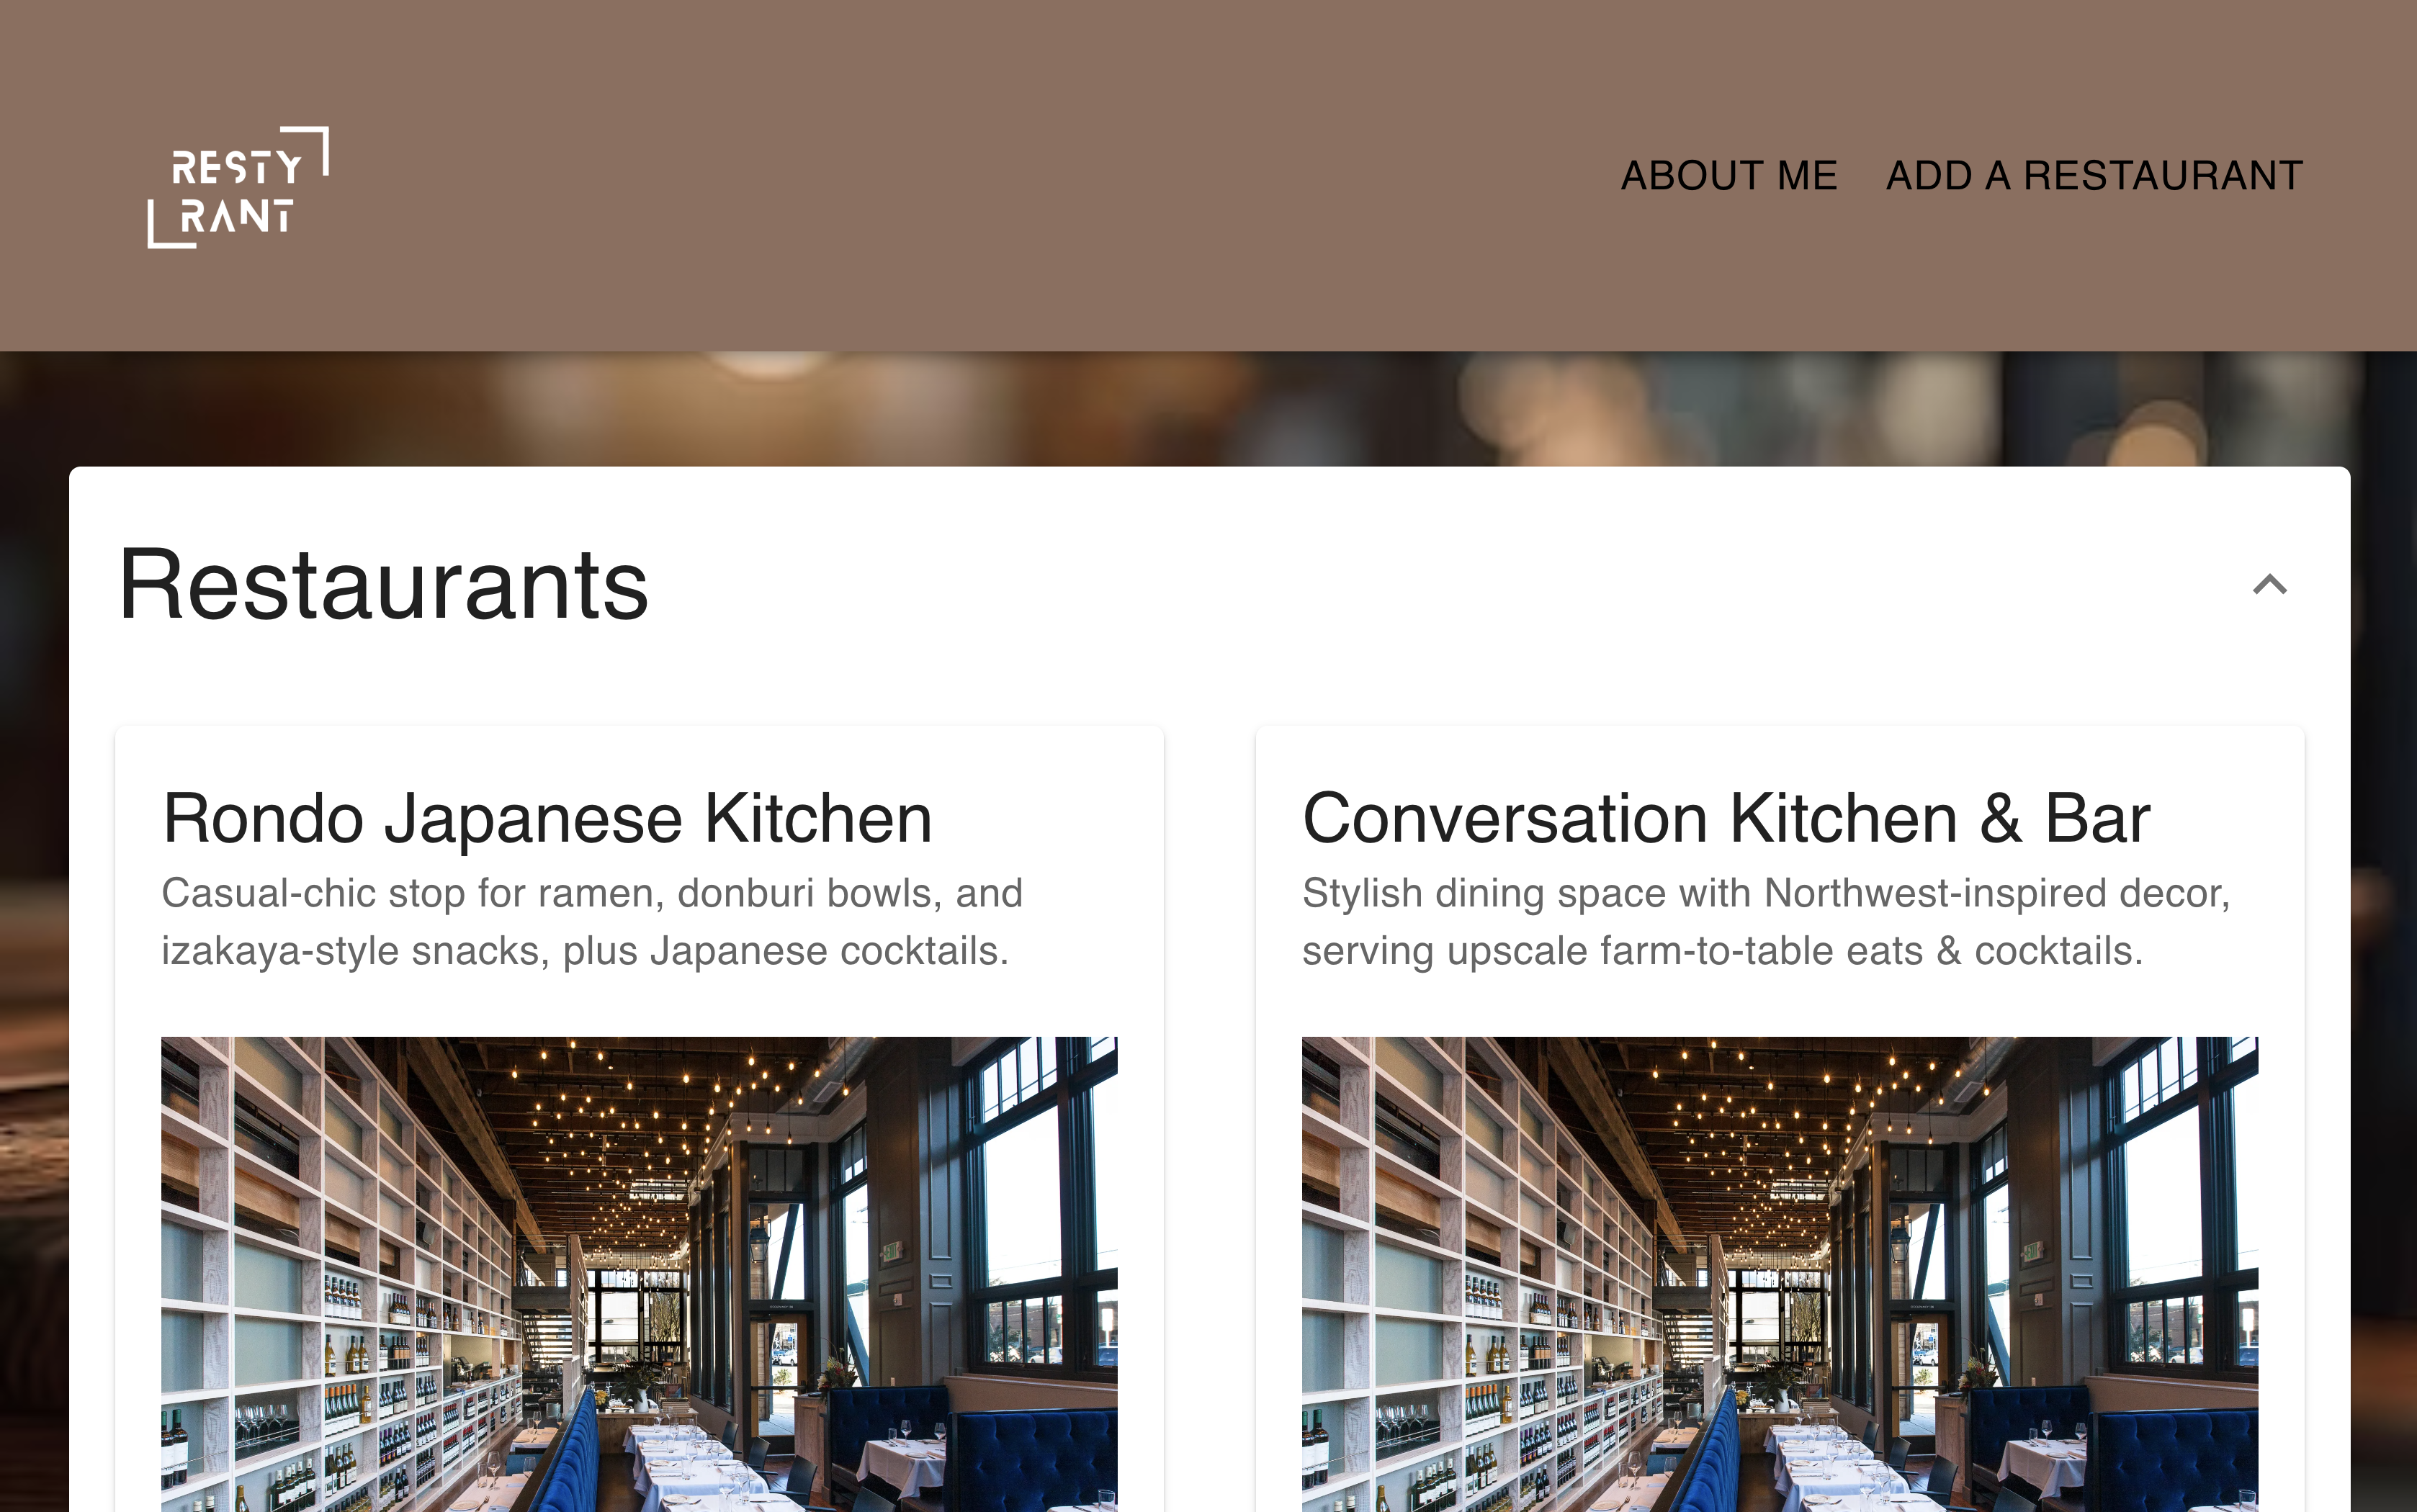 RESTY
RANT
ABOUT ME
ADD A RESTAURANT
Restaurants
Rondo Japanese Kitchen
Casual-chic stop for ramen, donburi bowls, and
izakaya-style snacks, plus Japanese cocktails.
Conversation Kitchen & Bar
Stylish dining space with Northwest-inspired decor,
serving upscale farm-to-table eats & cocktails.